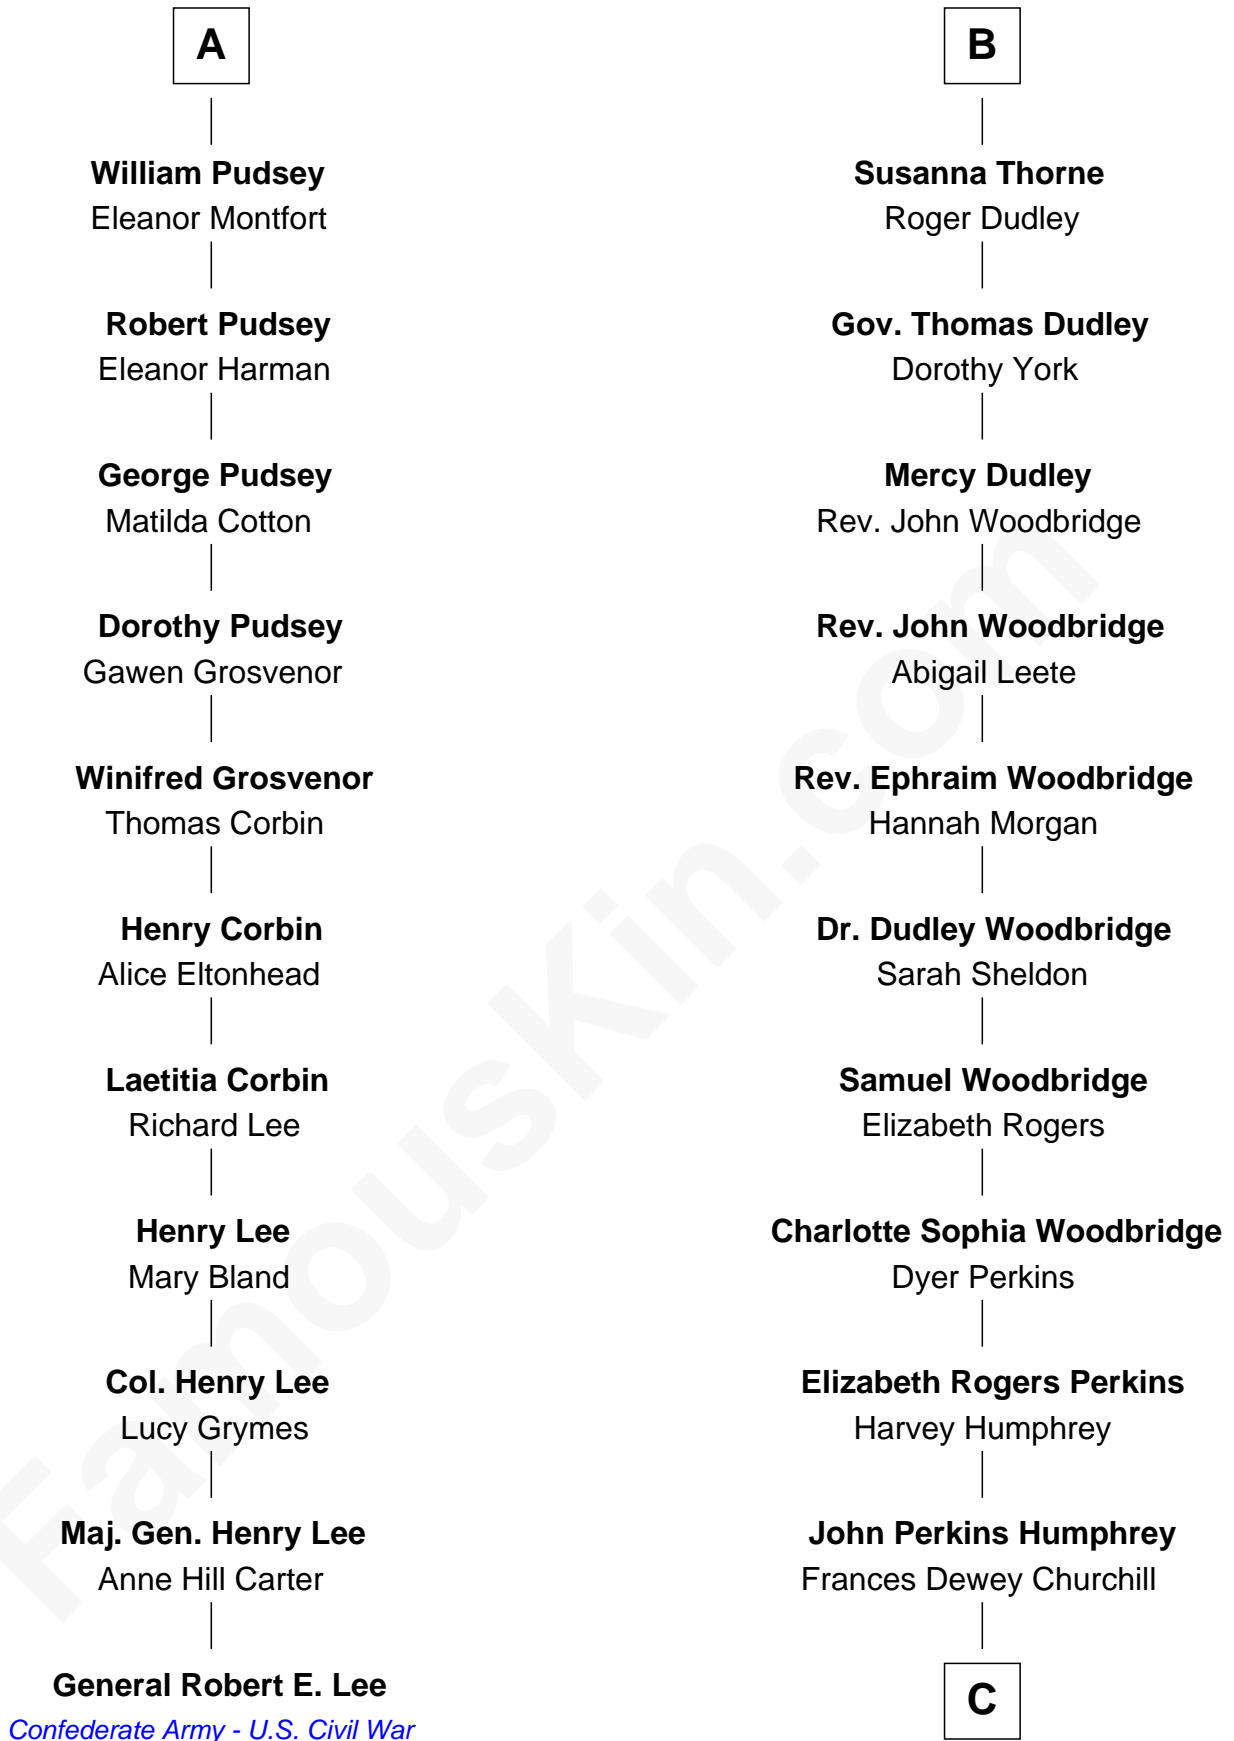 A
William Pudsey
Eleanor Montfort
Robert Pudsey
Eleanor Harman
George Pudsey
Matilda Cotton
Dorothy Pudsey
Gawen Grosvenor
Winifred Grosvenor
Thomas Corbin
Henry Corbin
Alice Eltonhead
Laetitia Corbin
Richard Lee
Henry Lee
Mary Bland
Col. Henry Lee
Lucy Grymes
Maj. Gen. Henry Lee
Anne Hill Carter
General Robert E. Lee
Confederate Army - U.S. Civil War
B
Susanna Thorne
Roger Dudley
Gov. Thomas Dudley
Dorothy York
Mercy Dudley
Rev. John Woodbridge
Rev. John Woodbridge
Abigail Leete
Rev. Ephraim Woodbridge
Hannah Morgan
Dr. Dudley Woodbridge
Sarah Sheldon
Samuel Woodbridge
Elizabeth Rogers
Charlotte Sophia Woodbridge
Dyer Perkins
Elizabeth Rogers Perkins
Harvey Humphrey
John Perkins Humphrey
Frances Dewey Churchill
C
FamousKin.com